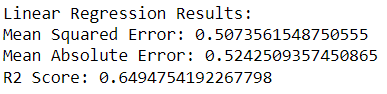 Linear Regression Results:
Mean Squared Error: 0.5073561548750555
Mean Absolute Error: 0.5242509357450865
R2 Score: 0.6494754192267798